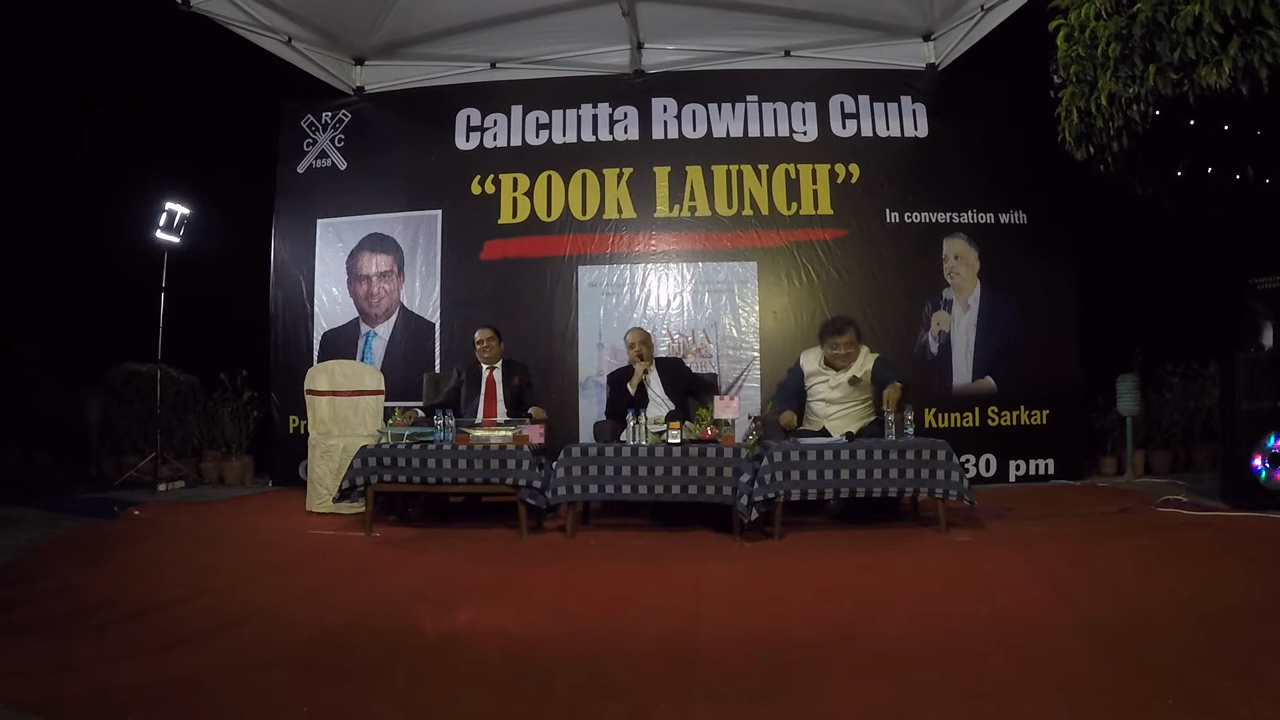 R
C C
1858
Calcutta Rowing Club
“BOOK LAUNCH”
In conversation with
Kunal Sarkar
30 pm